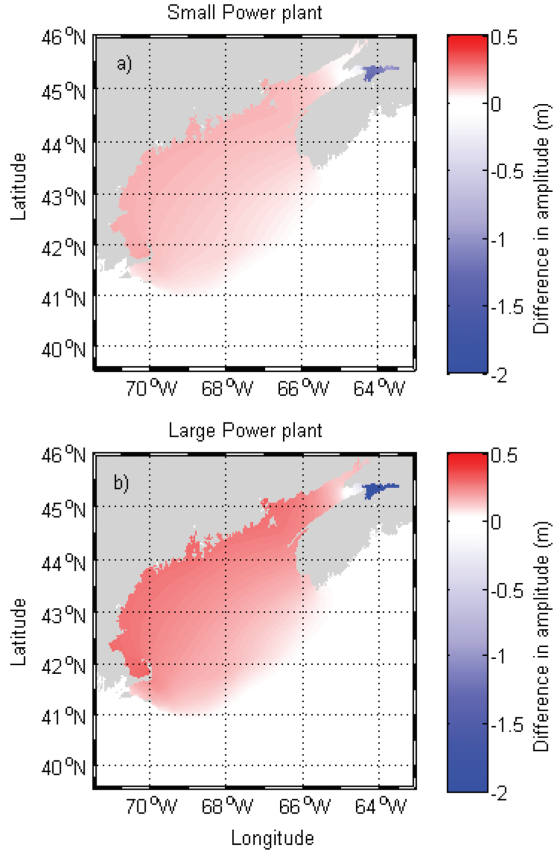 Small Power plant
a)
46°N
45°N
44°N
43°N
42°N
41°N
40°N
Latitude
70°W 68°W 66°W 64°W
0.5
0
-0.5
-1
-1.5
-2
Difference in amplitude (m)
Large Power plant
b)
46°N
45°N
44°N
43°N
42°N
41°N
40°N
Latitude
70°W 68°W 66°W 64°W
Longitude
0.5
0
-0.5
-1
-1.5
-2
Difference in amplitude (m)